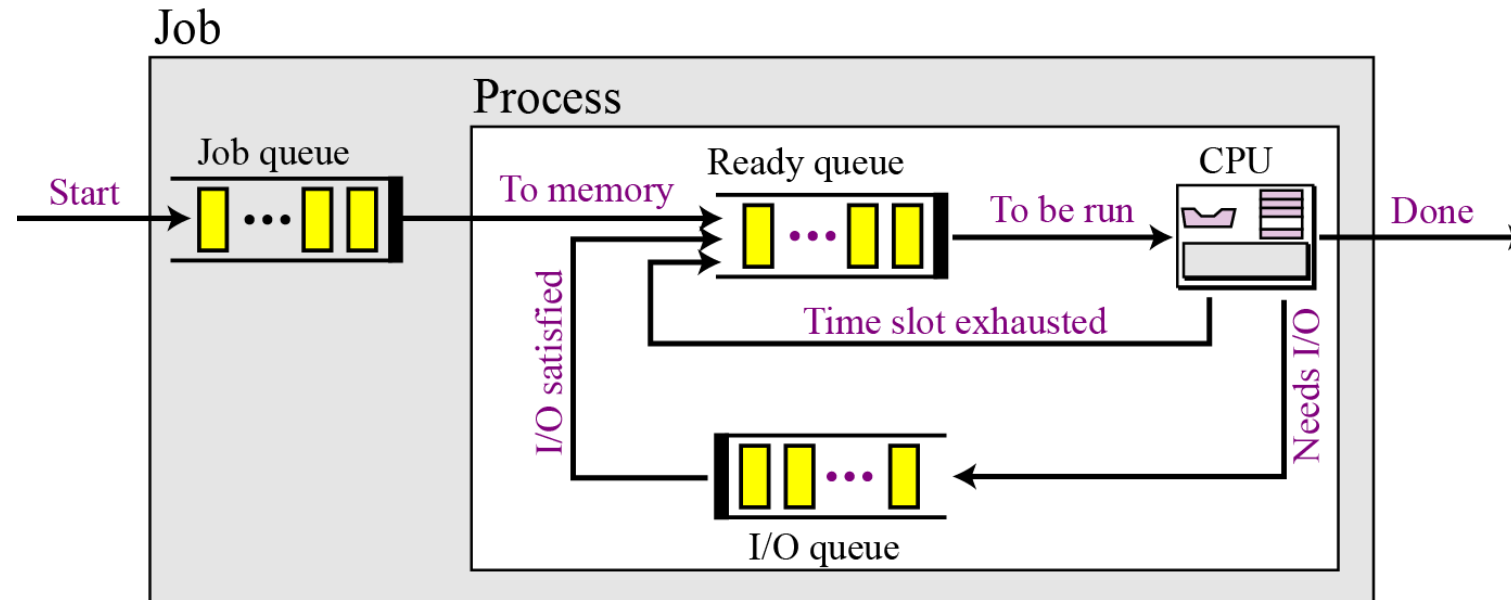 Job
Process
Job queue
Ready queue
CPU
Start
To memory
To be run
Done
I/O satisfied
Time slot exhausted
Needs I/O
I/O queue